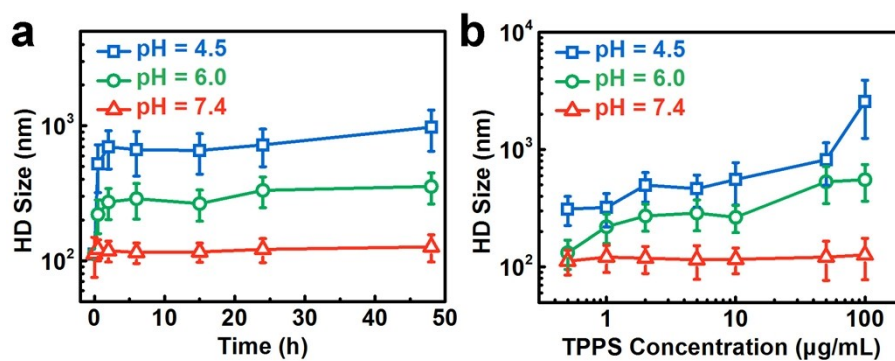 a
pH = 4.5
pH = 6.0
pH = 7.4
HD Size (nm)
10³
10²
0 10 20 30 40 50
Time (h)
b
pH = 4.5
pH = 6.0
pH = 7.4
HD Size (nm)
10⁴
10³
10²
1 10 100
TPPS Concentration (µg/mL)